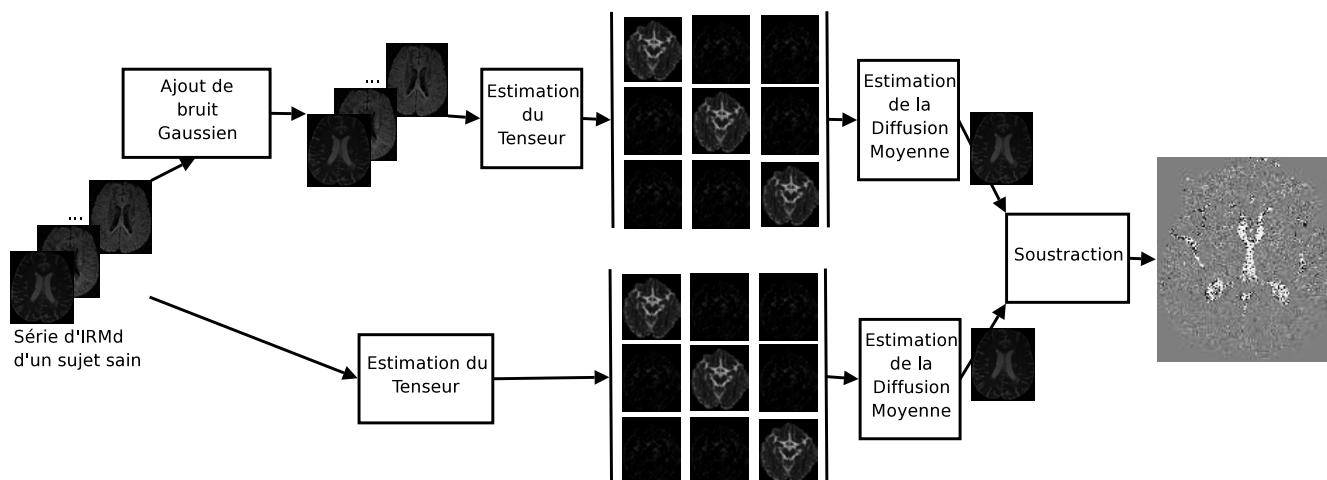 Ajout de
bruit
Gaussien
...
Estimation
du
Tenseur
Estimation
de la
Diffusion
Moyenne
...
Série d'IRMd
d'un sujet sain
Estimation du
Tenseur
Estimation
de la
Diffusion
Moyenne
Soustraction